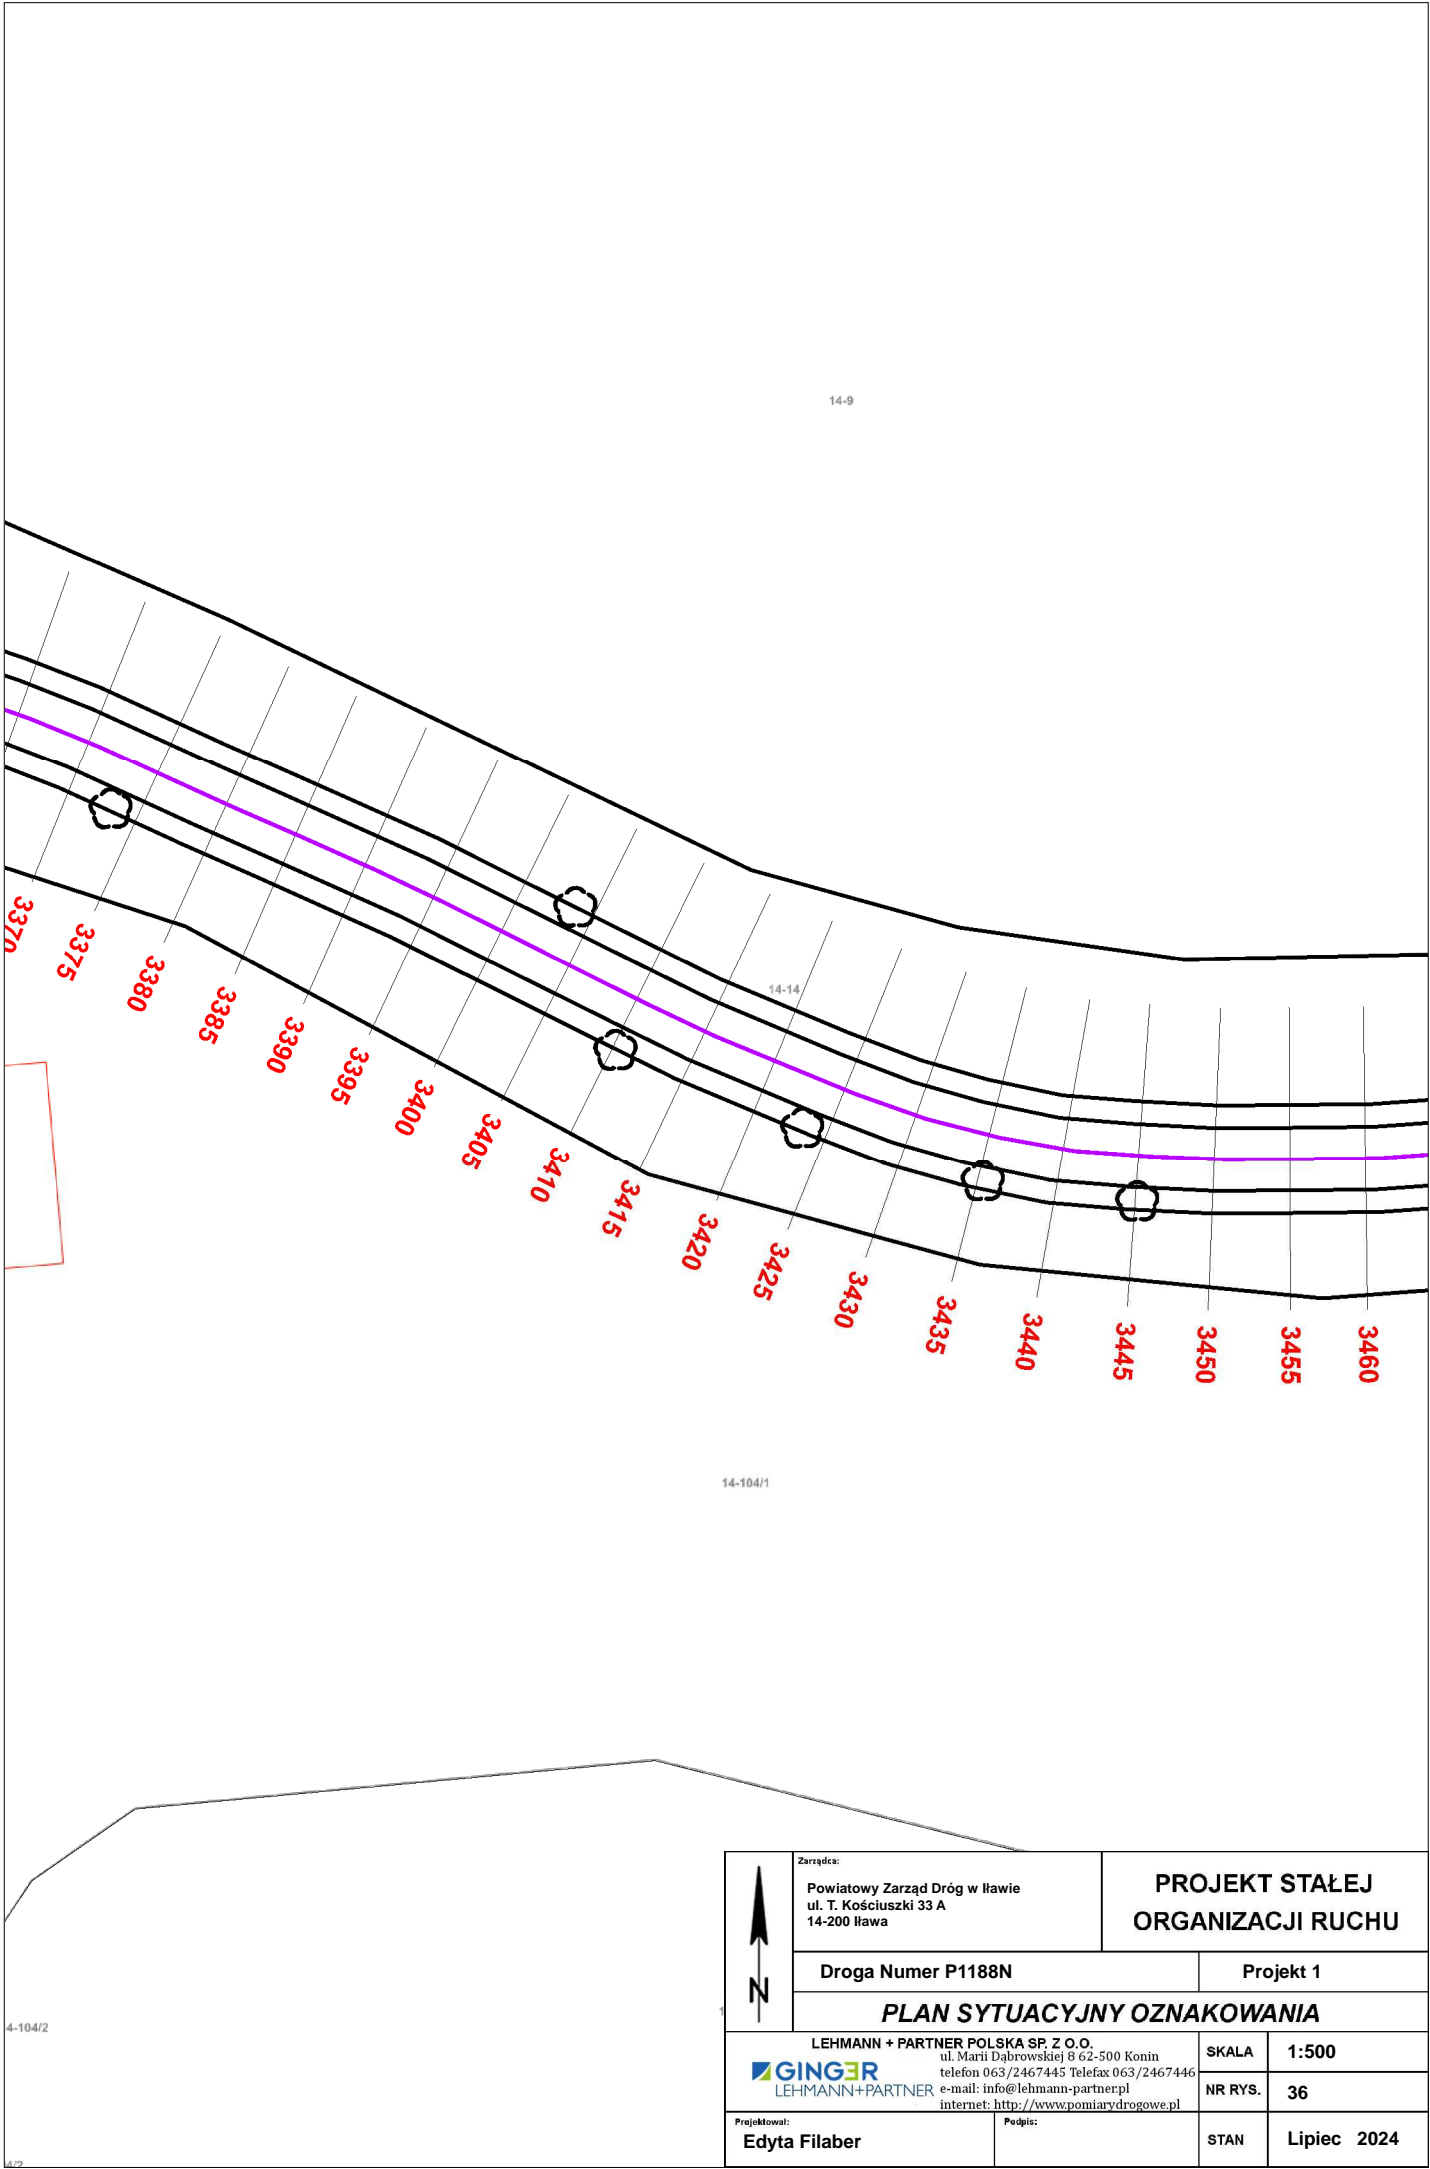 14-9
14-14
3370
3375
3380
3385
3390
3395
3400
3405
3410
3415
3420
3425
3430
3435
3440
3445
3450
3455
3460
14-104/1
4-104/2
4/2
1
N
Zarządca:
Powiatowy Zarząd Dróg w Iławie
ul. T. Kościuszki 33 A
14-200 Iława
PROJEKT STAŁEJ
ORGANIZACJI RUCHU
Droga Numer P1188N
Projekt 1
PLAN SYTUACYJNY OZNAKOWANIA
LEHMANN + PARTNER POLSKA SP. Z O.O.
GINGER
LEHMANN+PARTNER
ul. Marii Dąbrowskiej 8 62-500 Konin
telefon 063/2467445 Telefax 063/2467446
e-mail: info@lehmann-partner.pl
internet: http://www.pomiarydrogowe.pl
SKALA 1:500
NR RYS. 36
Projektował:
Edyta Filaber
Podpis:
STAN Lipiec 2024